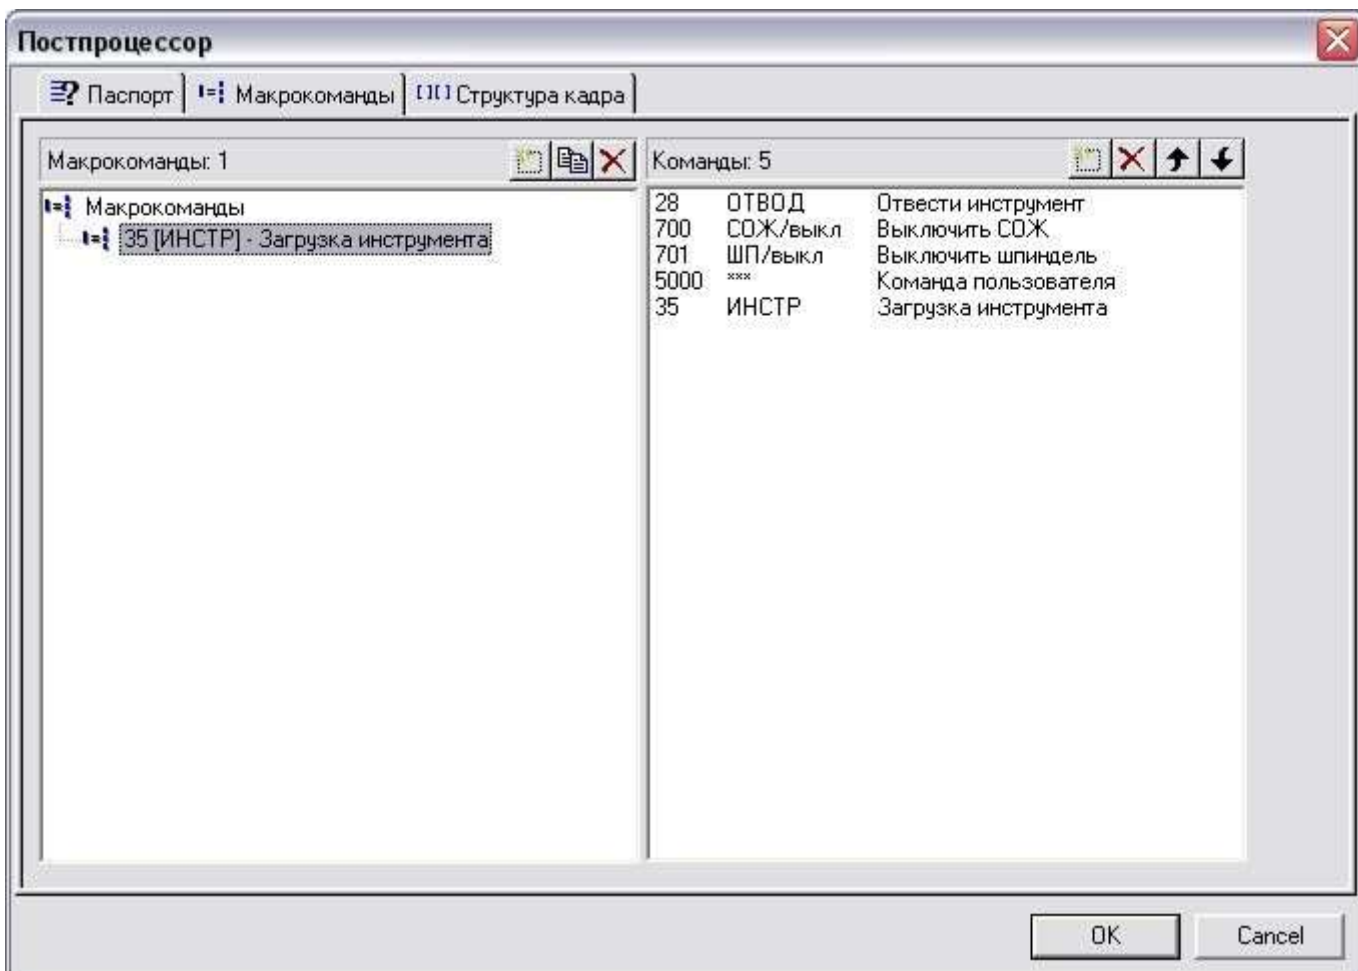 Постпроцессор
Паспорт Макрокоманды Структура кадра
Макрокоманды: 1
Макрокоманды
35 [ИНСТР] - Загрузка инструмента
Команды: 5
28 ОТВОД Отвести инструмент
700 СОЖ/выкл Выключить СОЖ
701 ШП/выкл Выключить шпиндель
5000 *** Команда пользователя
35 ИНСТР Загрузка инструмента
OK Cancel